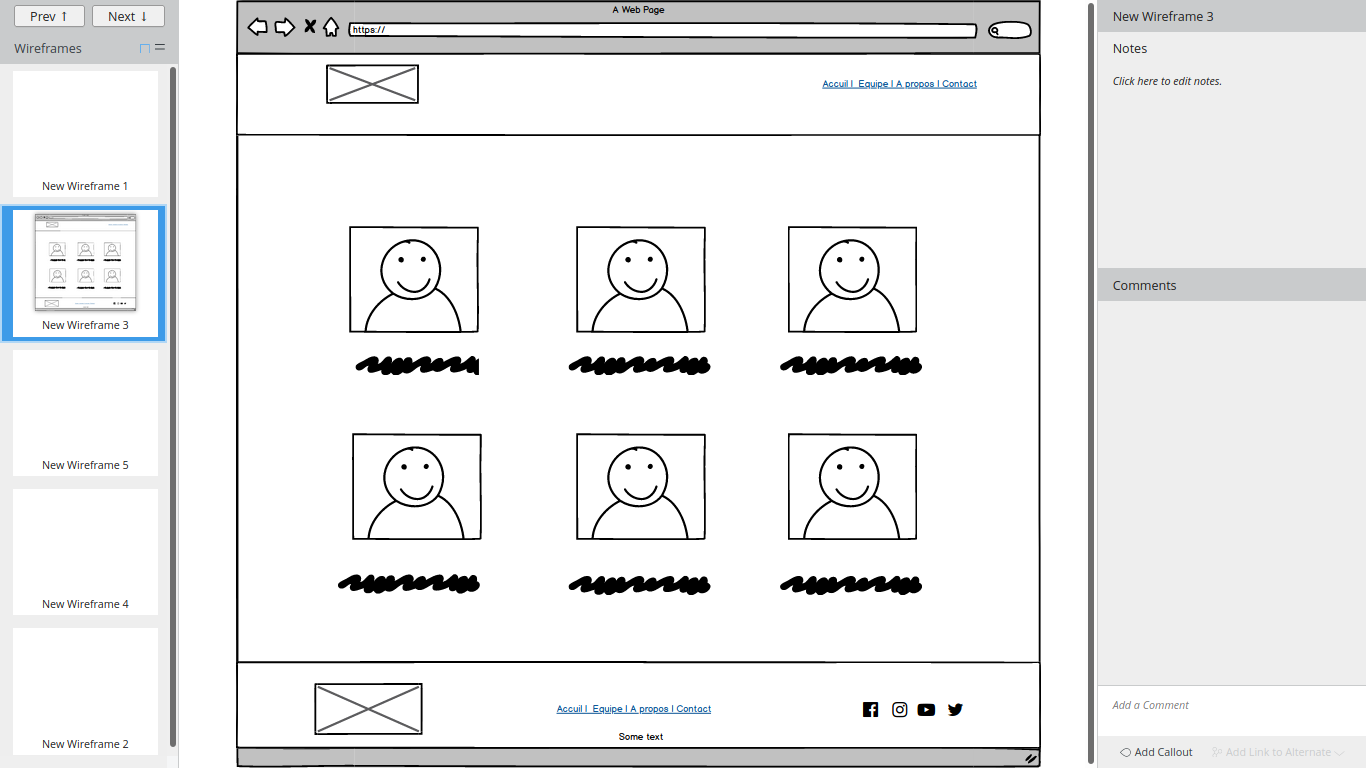 Prev ↑
Next ↓
Wireframes
New Wireframe 1
New Wireframe 3
New Wireframe 5
New Wireframe 4
New Wireframe 2
A Web Page
https://
Accuil | Equipe | A propos | Contact
Accuil | Equipe | A propos | Contact
Some text
New Wireframe 3
Notes
Click here to edit notes.
Comments
Add a Comment
Add Callout
Add Link to Alternate